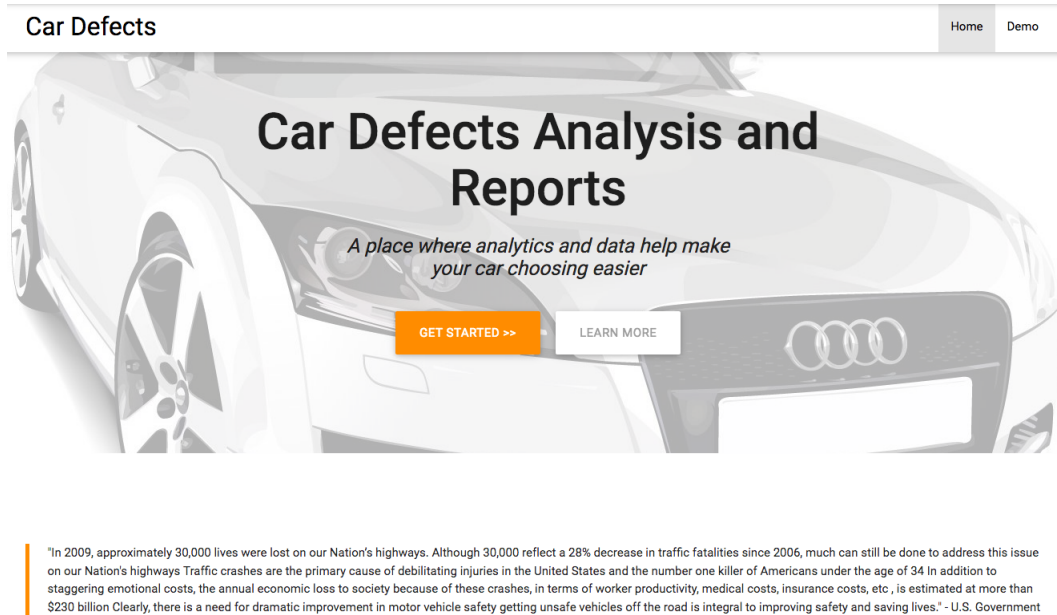 Car Defects
Home
Demo
Car Defects Analysis and
Reports
A place where analytics and data help make
your car choosing easier
GET STARTED >>
LEARN MORE
"In 2009, approximately 30,000 lives were lost on our Nation's highways. Although 30,000 reflect a 28% decrease in traffic fatalities since 2006, much can still be done to address this issue
on our Nation's highways Traffic crashes are the primary cause of debilitating injuries in the United States and the number one killer of Americans under the age of 34 In addition to
staggering emotional costs, the annual economic loss to society because of these crashes, in terms of worker productivity, medical costs, insurance costs, etc , is estimated at more than
$230 billion Clearly, there is a need for dramatic improvement in motor vehicle safety getting unsafe vehicles off the road is integral to improving safety and saving lives." - U.S. Government